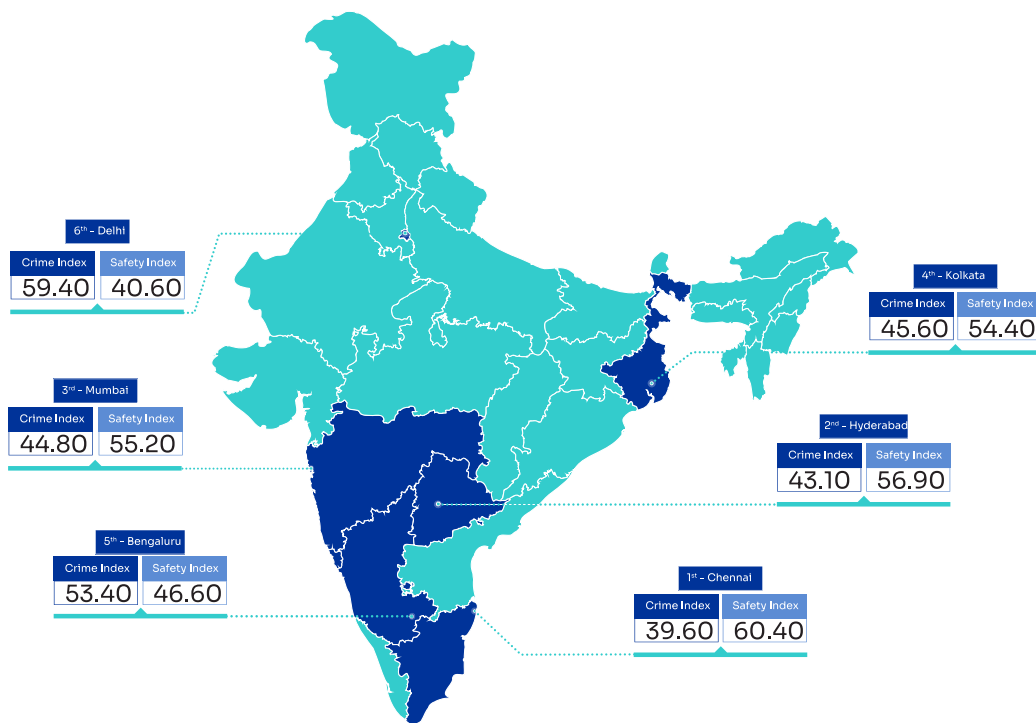 6th - Delhi
Crime Index Safety Index
59.40 40.60
4th - Kolkata
Crime Index Safety Index
45.60 54.40
3rd - Mumbai
Crime Index Safety Index
44.80 55.20
2nd - Hyderabad
Crime Index Safety Index
43.10 56.90
5th - Bengaluru
Crime Index Safety Index
53.40 46.60
1st - Chennai
Crime Index Safety Index
39.60 60.40